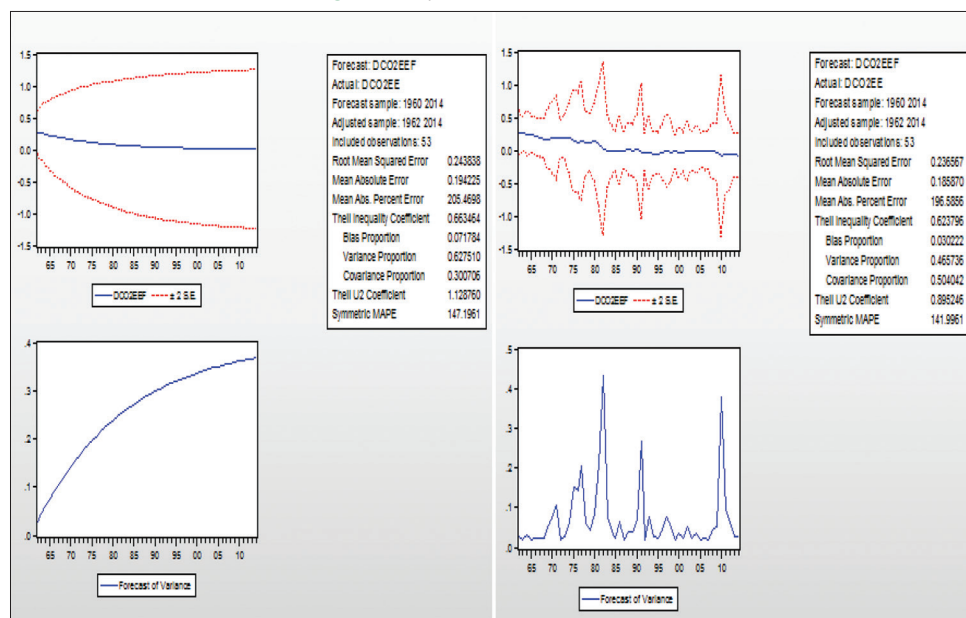 1.5
1.0
0.5
0.0
-0.5
-1.0
-1.5
65 70 75 80 85 90 95 00 05 10
DCO2EEF ± 2 S.E.
Forecast: DCO2EEF
Actual: DCO2EE
Forecast sample: 1960 2014
Adjusted sample: 1962 2014
Included observations: 53
Root Mean Squared Error 0.243838
Mean Absolute Error 0.194225
Mean Abs. Percent Error 205.4698
Theil Inequality Coefficient 0.663464
Bias Proportion 0.071784
Variance Proportion 0.627510
Covariance Proportion 0.300706
Theil U2 Coefficient 1.128760
Symmetric MAPE 147.1961
.4
.3
.2
.1
.0
65 70 75 80 85 90 95 00 05 10
Forecast of Variance
1.5
1.0
0.5
0.0
-0.5
-1.0
-1.5
65 70 75 80 85 90 95 00 05 10
DCO2EEF ± 2 S.E.
Forecast: DCO2EEF
Actual: DCO2EE
Forecast sample: 1960 2014
Adjusted sample: 1962 2014
Included observations: 53
Root Mean Squared Error 0.236567
Mean Absolute Error 0.185870
Mean Abs. Percent Error 196.5856
Theil Inequality Coefficient 0.623796
Bias Proportion 0.030222
Variance Proportion 0.465736
Covariance Proportion 0.504042
Theil U2 Coefficient 0.895246
Symmetric MAPE 141.9961
.5
.4
.3
.2
.1
.0
65 70 75 80 85 90 95 00 05 10
Forecast of Variance